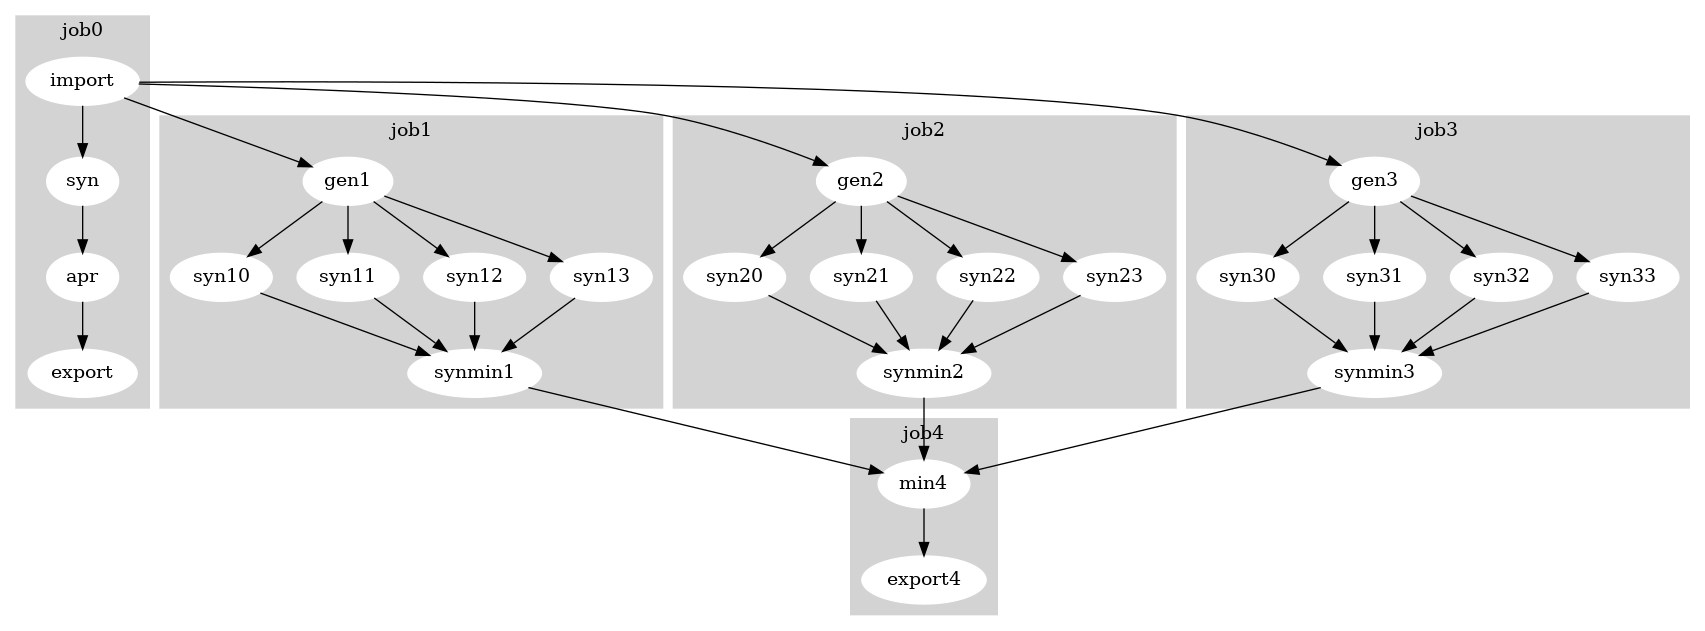 job0
import
job1
job2
job3
syn
gen1
gen2
gen3
apr
syn10
syn11
syn12
syn13
syn20
syn21
syn22
syn23
syn30
syn31
syn32
syn33
export
synmin1
synmin2
synmin3
job4
min4
export4